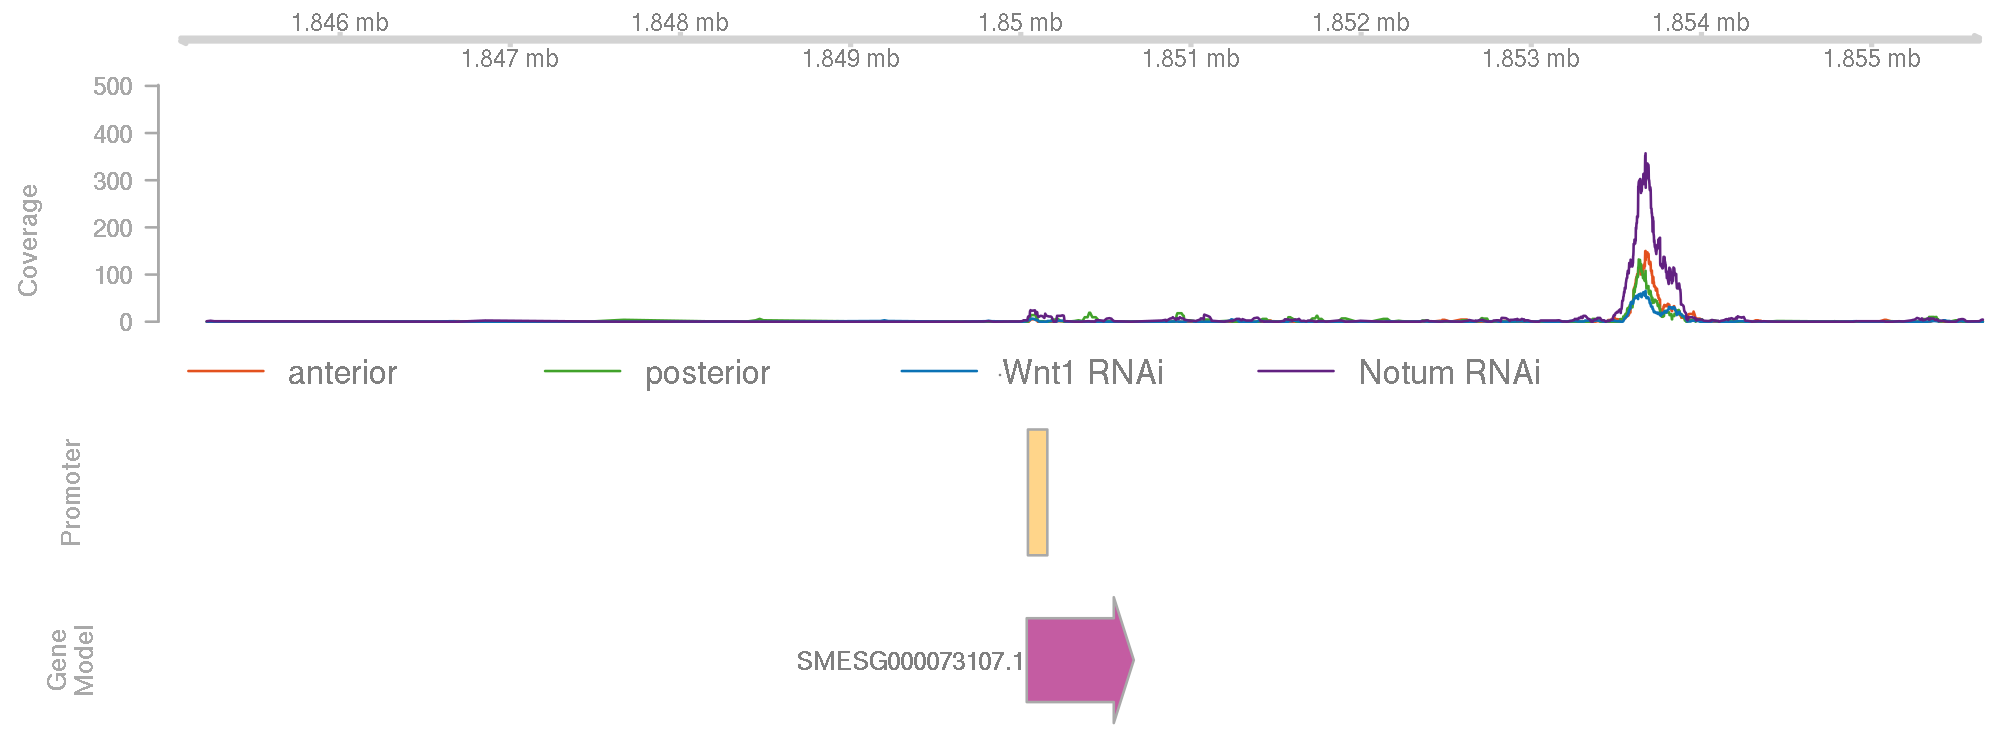 1.846 mb 1.848 mb 1.85 mb 1.852 mb 1.854 mb
1.847 mb 1.849 mb 1.851 mb 1.853 mb 1.855 mb
500
400
300
200
100
0
Coverage
anterior posterior Wnt1 RNAi Notum RNAi
Promoter
Gene
Model
SMESG000073107.1